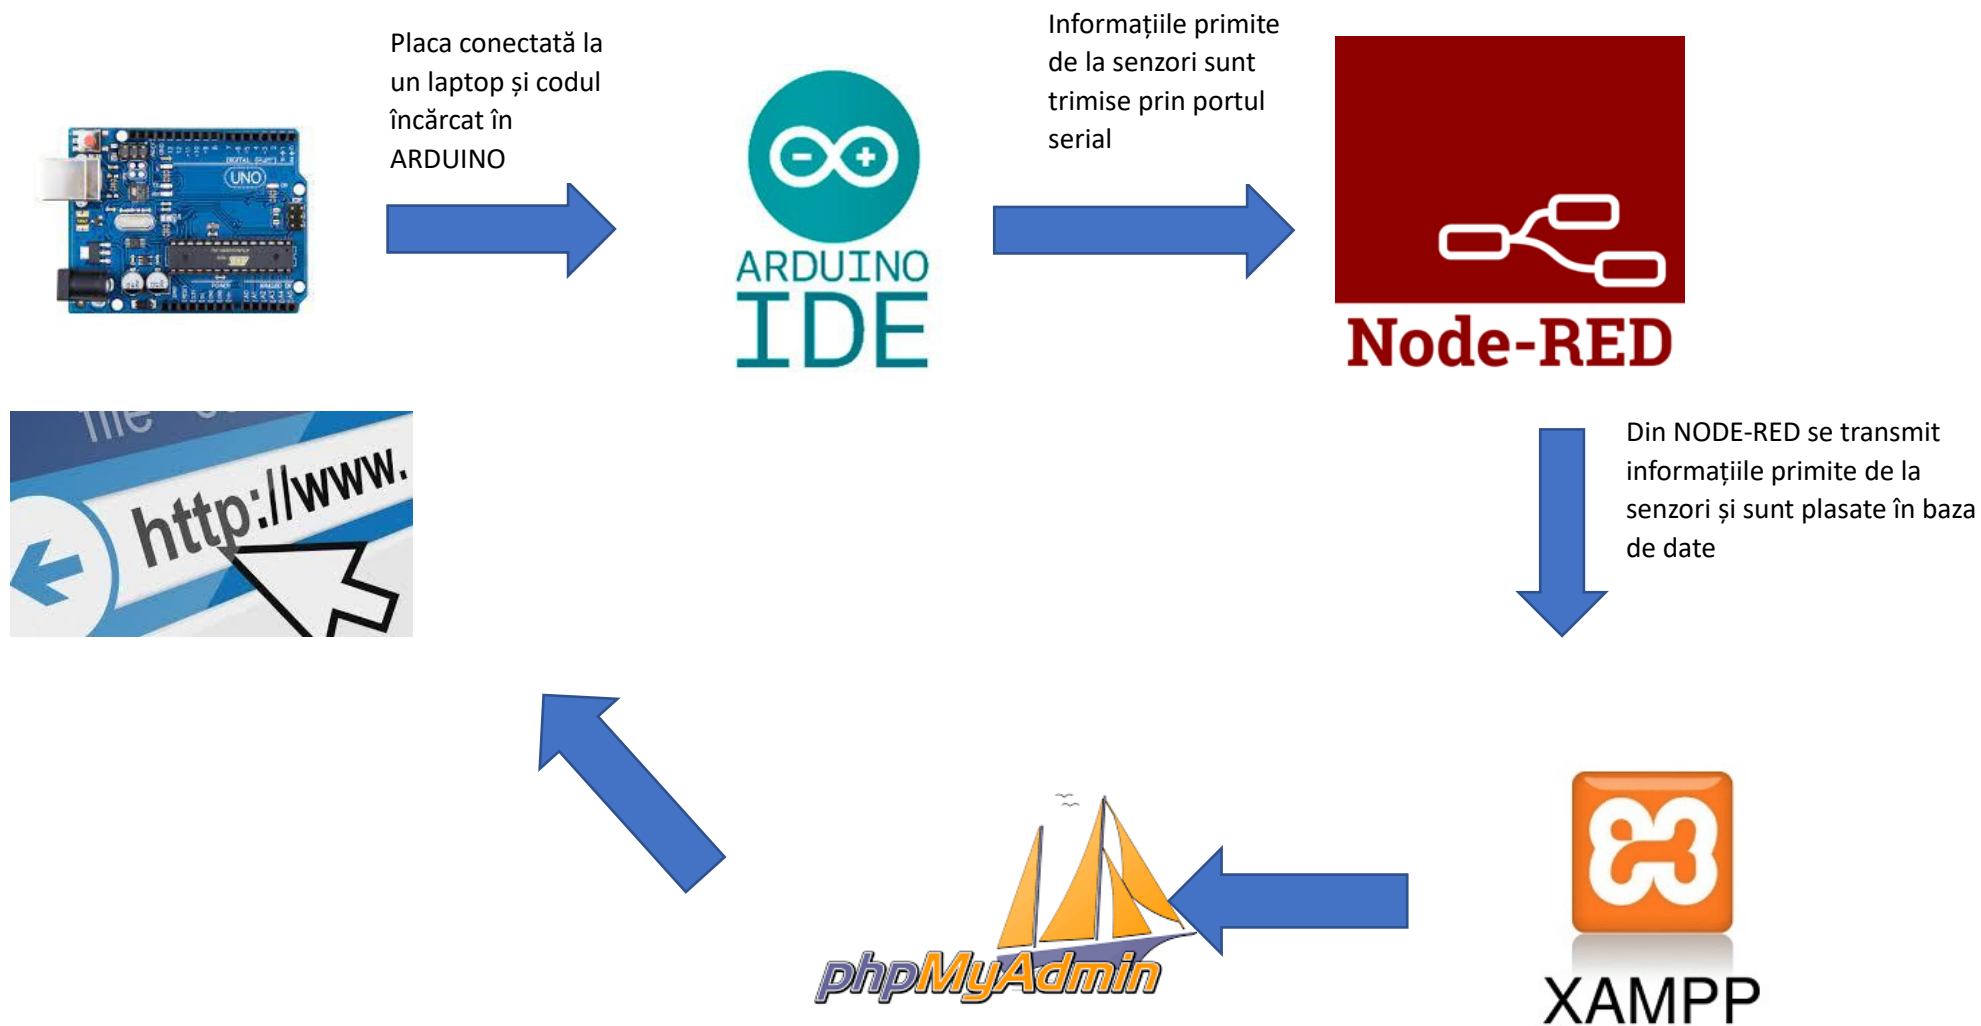 Placa conectată la
un laptop și codul
încărcat în
ARDUINO
Informațiile primite
de la senzori sunt
trimise prin portul
serial
UNO
ARDUINO
IDE
Node-RED
file
http://www.
Din NODE-RED se transmit
informațiile primite de la
senzori și sunt plasate în baza
de date
phpMyAdmin
XAMPP